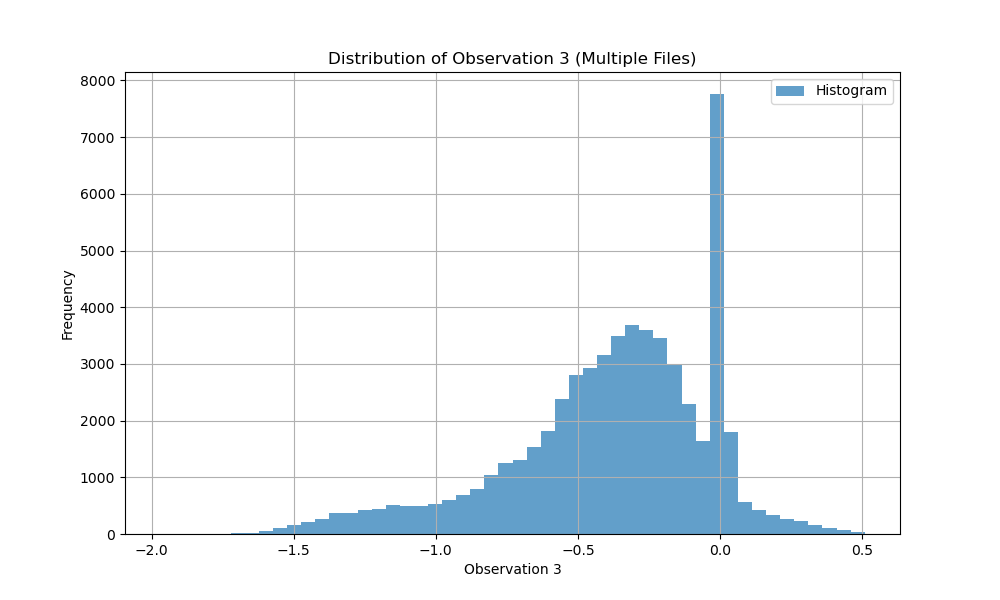 Distribution of Observation 3 (Multiple Files)
Histogram
8000
7000
6000
5000
4000
3000
2000
1000
0
Frequency
−2.0 −1.5 −1.0 −0.5 0.0 0.5
Observation 3